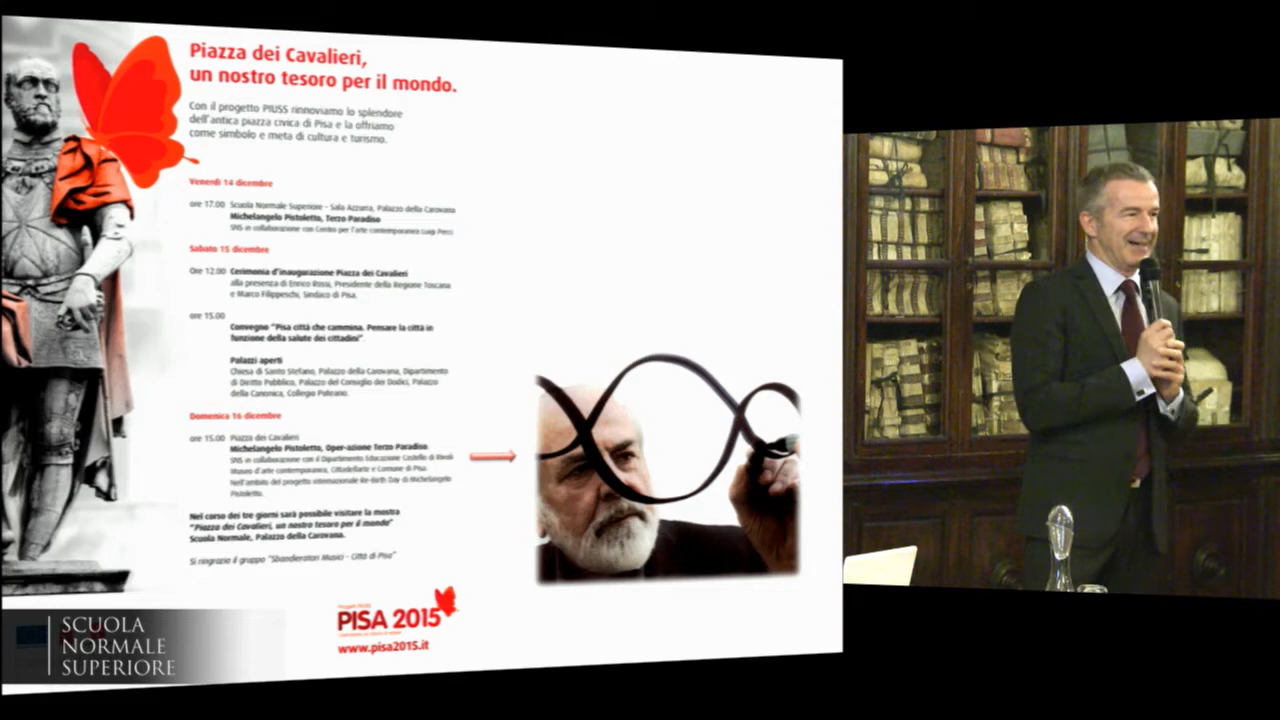 Piazza dei Cavalieri,
un nostro tesoro per il mondo.
Con il progetto PIUSS rinnoviamo lo splendore
dell'antica piazza civica di Pisa e la offriamo
come simbolo e meta di cultura e turismo.
Venerdì 14 dicembre
ore 17.00 Scuola Normale Superiore - Sala Azzurra, Palazzo della Carovana
Michelangelo Pistoletto, Terzo Paradiso
SNS in collaborazione con Centro per l'arte contemporanea Luigi Pecci
Sabato 15 dicembre
Ore 12.00 Cerimonia d'inaugurazione Piazza dei Cavalieri
alla presenza di Enrico Rossi, Presidente della Regione Toscana
e Marco Filippeschi, Sindaco di Pisa.
ore 15.00
Convegno "Pisa città che cammina. Pensare la città in
funzione della salute dei cittadini".
Palazzi aperti
Chiesa di Santo Stefano, Palazzo della Carovana, Dipartimento
di Diritto Pubblico, Palazzo del Consiglio dei Dodici, Palazzo
della Canonica, Collegio Puteano.
Domenica 16 dicembre
ore 15.00 Piazza dei Cavalieri
Michelangelo Pistoletto, Oper-azione Terzo Paradiso.
SNS in collaborazione con il Dipartimento Educazione Castello di Rivoli
Museo d'arte contemporanea, Cittadellarte e Comune di Pisa.
Nell'ambito del progetto internazionale Re-birth Day di Michelangelo
Pistoletto.
Nel corso dei tre giorni sarà possibile visitare la mostra
"Piazza dei Cavalieri, un nostro tesoro per il mondo"
Scuola Normale, Palazzo della Carovana.
Si ringrazia il gruppo "Sbandieratori Musici - Città di Pisa"
PISA 2015
www.pisa2015.it
SCUOLA
NORMALE
SUPERIORE